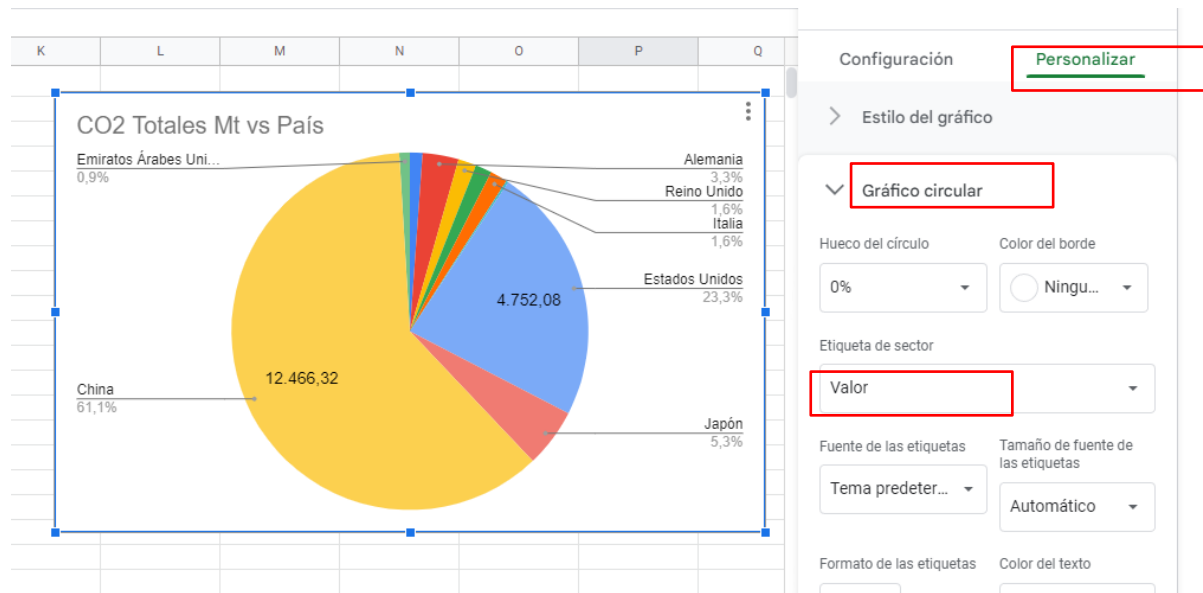 K L M N O P Q
CO2 Totales Mt vs País
Emiratos Árabes Uni...
0,9%
Alemania
3,3%
Reino Unido
1,6%
Italia
1,6%
Estados Unidos
23,3%
4.752,08
12.466,32
China
61,1%
Japón
5,3%
Configuración Personalizar
Estilo del gráfico
Gráfico circular
Hueco del círculo Color del borde
0% Ningu...
Etiqueta de sector
Valor
Fuente de las etiquetas Tamaño de fuente de
las etiquetas
Tema predeter... Automático
Formato de las etiquetas Color del texto